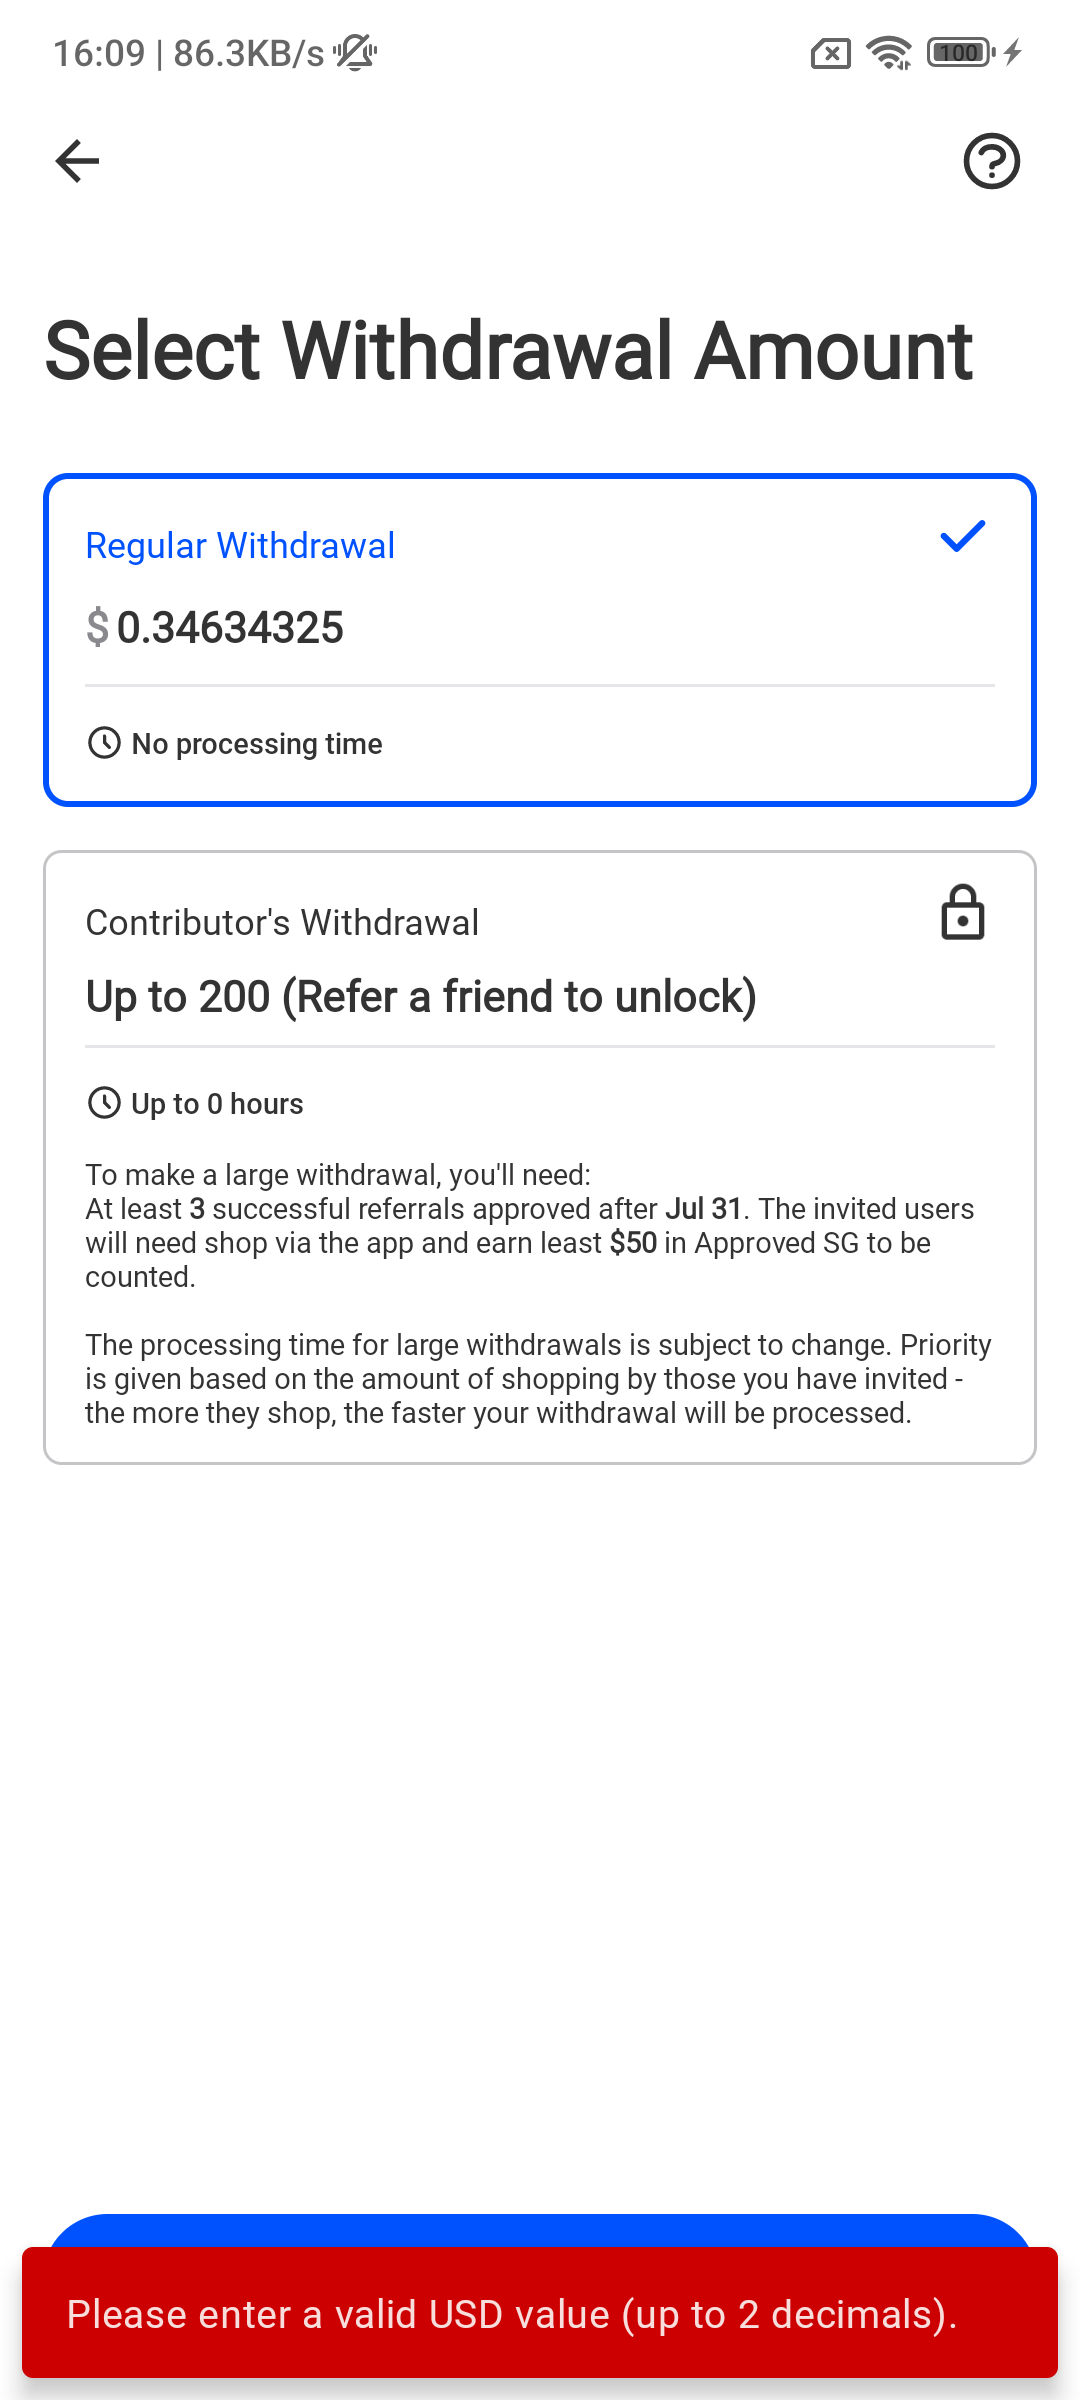 16:09 | 86.3KB/s
100
Select Withdrawal Amount
Regular Withdrawal
$ 0.34634325
No processing time
Contributor's Withdrawal
Up to 200 (Refer a friend to unlock)
Up to 0 hours
To make a large withdrawal, you'll need:
At least 3 successful referrals approved after Jul 31. The invited users
will need shop via the app and earn least $50 in Approved SG to be
counted.
The processing time for large withdrawals is subject to change. Priority
is given based on the amount of shopping by those you have invited -
the more they shop, the faster your withdrawal will be processed.
Please enter a valid USD value (up to 2 decimals).